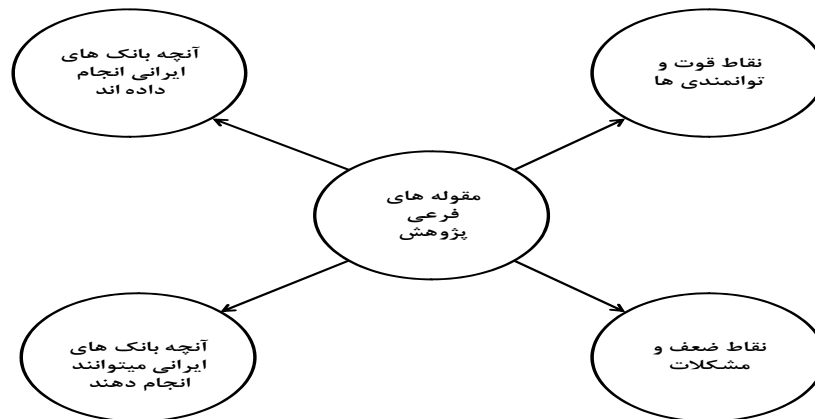 نقاط قوت و
توانمندی ها
آنچه بانک های
ایرانی انجام
داده اند
مقوله های
فرعی
پژوهش
نقاط ضعف و
مشکلات
آنچه بانک های
ایرانی میتوانند
انجام دهند